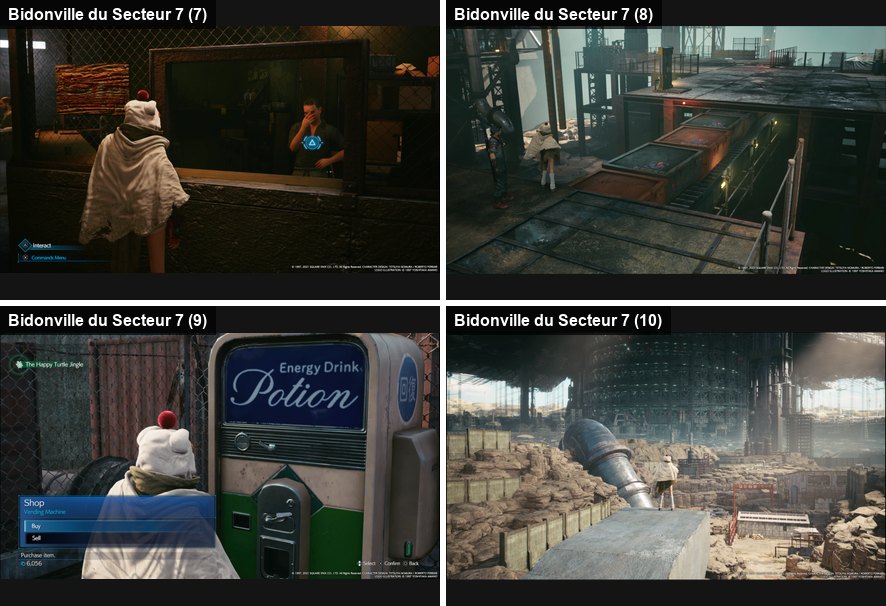 Bidonville du Secteur 7 (7)
Bidonville du Secteur 7 (8)
Interact
Commands Menu
Bidonville du Secteur 7 (9)
Bidonville du Secteur 7 (10)
The Happy Turtle Jingle
Energy Drink
Potion
Shop
Vending Machine
Buy
Sell
Purchase item.
6,056
Select
Confirm
Back